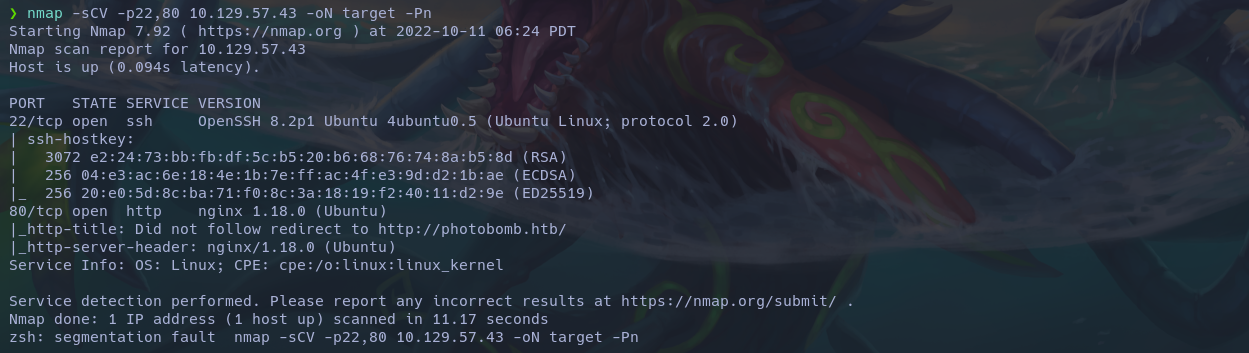 ❯ nmap -sCV -p22,80 10.129.57.43 -oN target -Pn
Starting Nmap 7.92 ( https://nmap.org ) at 2022-10-11 06:24 PDT
Nmap scan report for 10.129.57.43
Host is up (0.094s latency).

PORT   STATE SERVICE VERSION
22/tcp open  ssh     OpenSSH 8.2p1 Ubuntu 4ubuntu0.5 (Ubuntu Linux; protocol 2.0)
| ssh-hostkey:
|   3072 e2:24:73:bb:fb:df:5c:b5:20:b6:68:76:74:8a:b5:8d (RSA)
|   256 04:e3:ac:6e:18:4e:1b:7e:ff:ac:4f:e3:9d:d2:1b:ae (ECDSA)
|_  256 20:e0:5d:8c:ba:71:f0:8c:3a:18:19:f2:40:11:d2:9e (ED25519)
80/tcp open  http    nginx 1.18.0 (Ubuntu)
|_http-title: Did not follow redirect to http://photobomb.htb/
|_http-server-header: nginx/1.18.0 (Ubuntu)
Service Info: OS: Linux; CPE: cpe:/o:linux:linux_kernel

Service detection performed. Please report any incorrect results at https://nmap.org/submit/ .
Nmap done: 1 IP address (1 host up) scanned in 11.17 seconds
zsh: segmentation fault  nmap -sCV -p22,80 10.129.57.43 -oN target -Pn